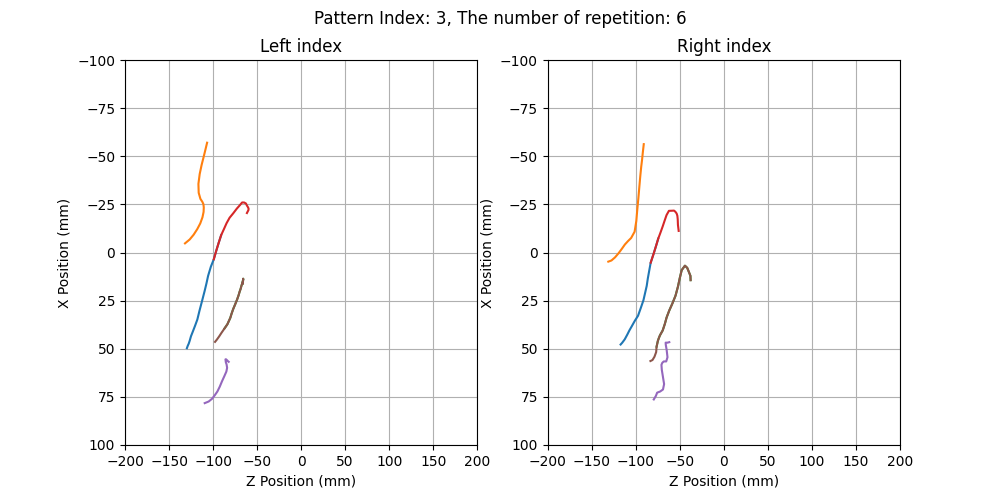 Pattern Index: 3, The number of repetition: 6
Left index
Right index
−100
−75
−50
−25
0
25
50
75
100
−200 −150 −100 −50 0 50 100 150 200
X Position (mm)
Z Position (mm)
−100
−75
−50
−25
0
25
50
75
100
−200 −150 −100 −50 0 50 100 150 200
X Position (mm)
Z Position (mm)